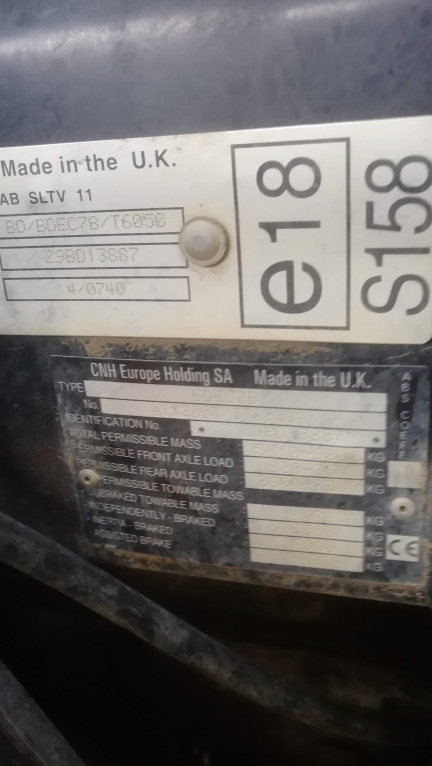 Made in the U.K.
AB SLTV 11
BD/BDEC7B/T6050
Z9BD13867
4/0740
e18
S158
CNH Europe Holding SA Made in the U.K.
TYPE BDEC7B
No.
IDENTIFICATION No. * *
TOTAL PERMISSIBLE MASS KG
PERMISSIBLE FRONT AXLE LOAD KG
PERMISSIBLE REAR AXLE LOAD KG
PERMISSIBLE TOWABLE MASS
UNBRAKED TOWABLE MASS KG
INDEPENDENTLY - BRAKED KG
INERTIA - BRAKED KG
ASSISTED BRAKE KG
ABS COEFF
CE